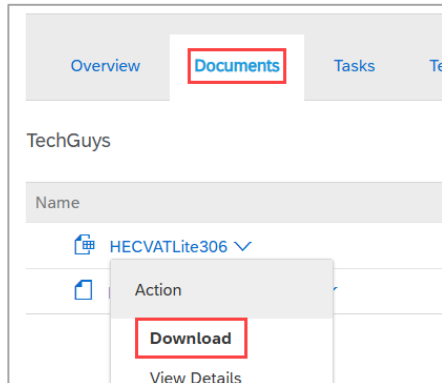 Overview Documents Tasks
TechGuys
Name
HECVATLite306
Action
Download
View Details